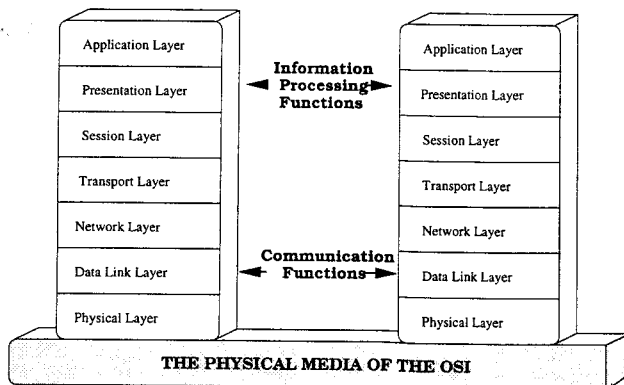 Application Layer
Presentation Layer
Session Layer
Transport Layer
Network Layer
Data Link Layer
Physical Layer
Information
Processing
Functions
Communication
Functions
Application Layer
Presentation Layer
Session Layer
Transport Layer
Network Layer
Data Link Layer
Physical Layer
THE PHYSICAL MEDIA OF THE OSI